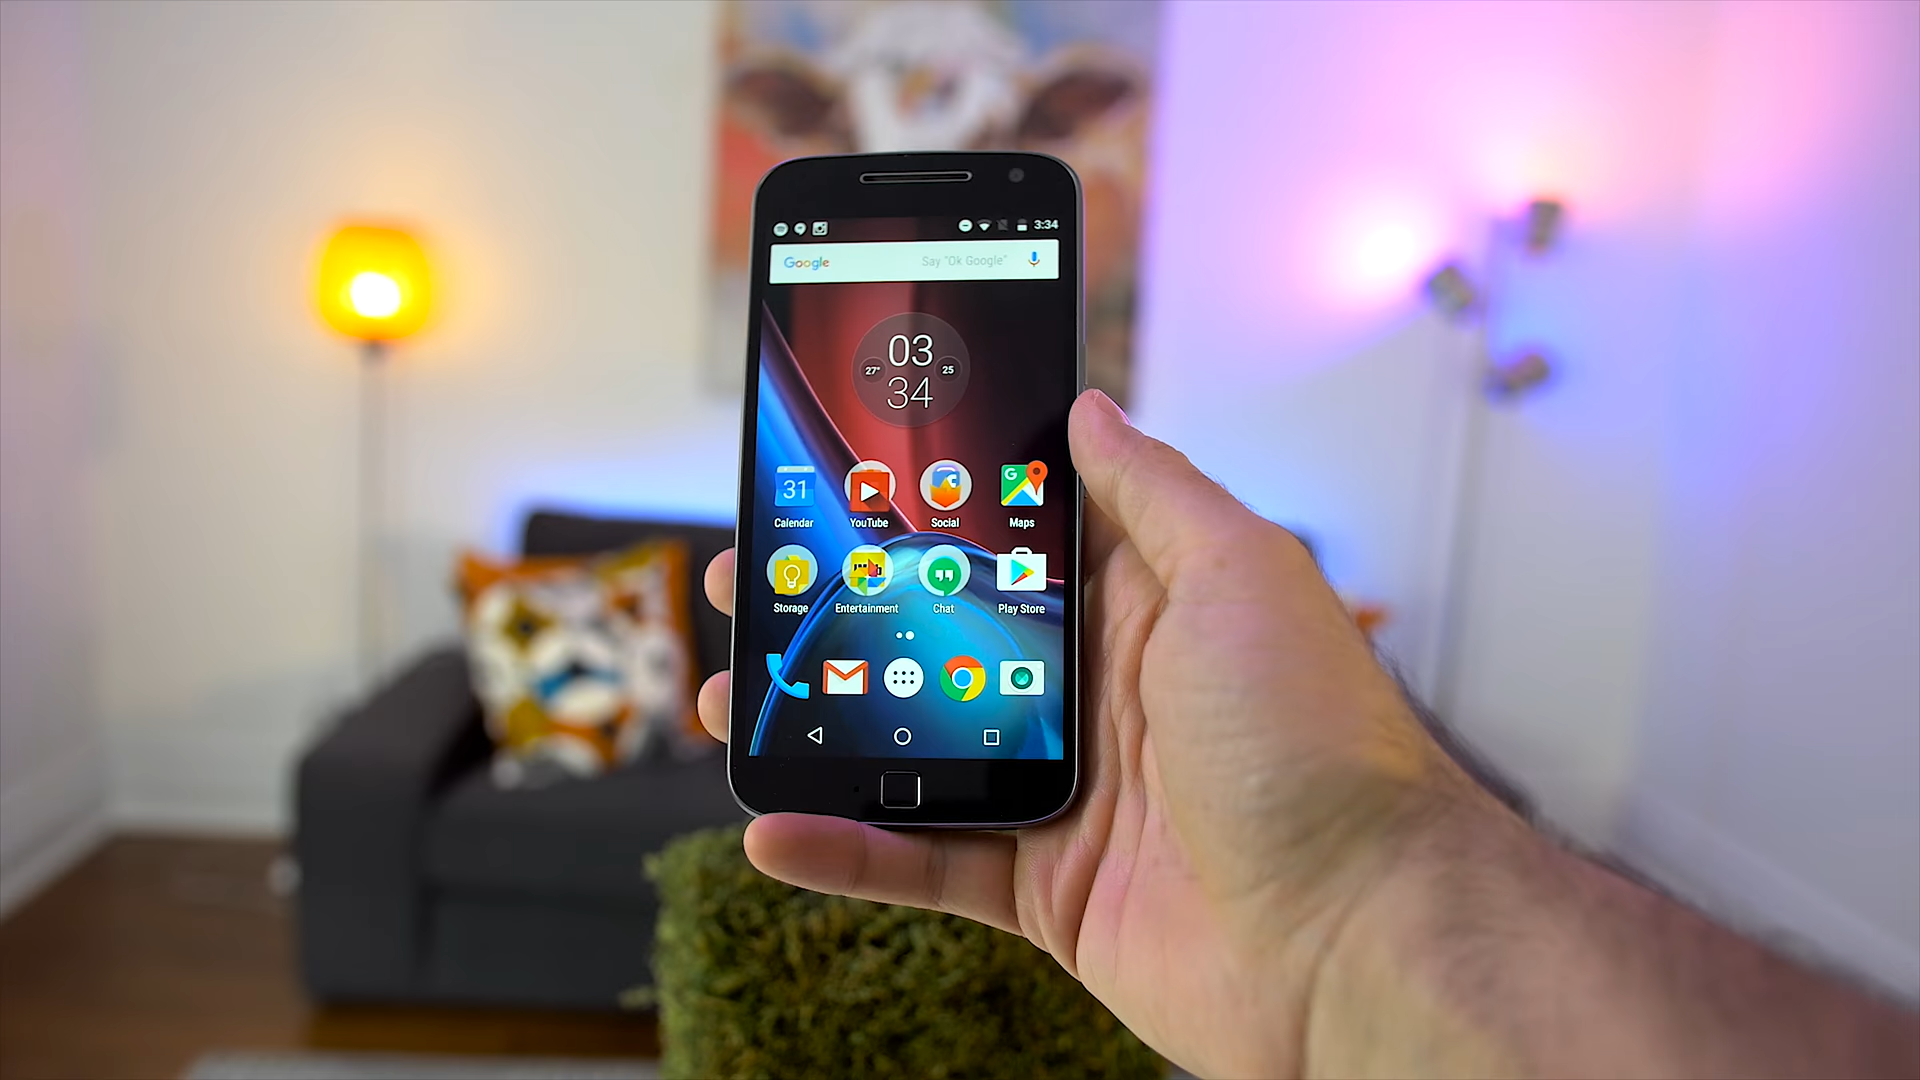 3:34
Google Say "Ok Google"
03
27° 25
34
31 G
Calendar YouTube Social Maps
Storage Entertainment Chat Play Store